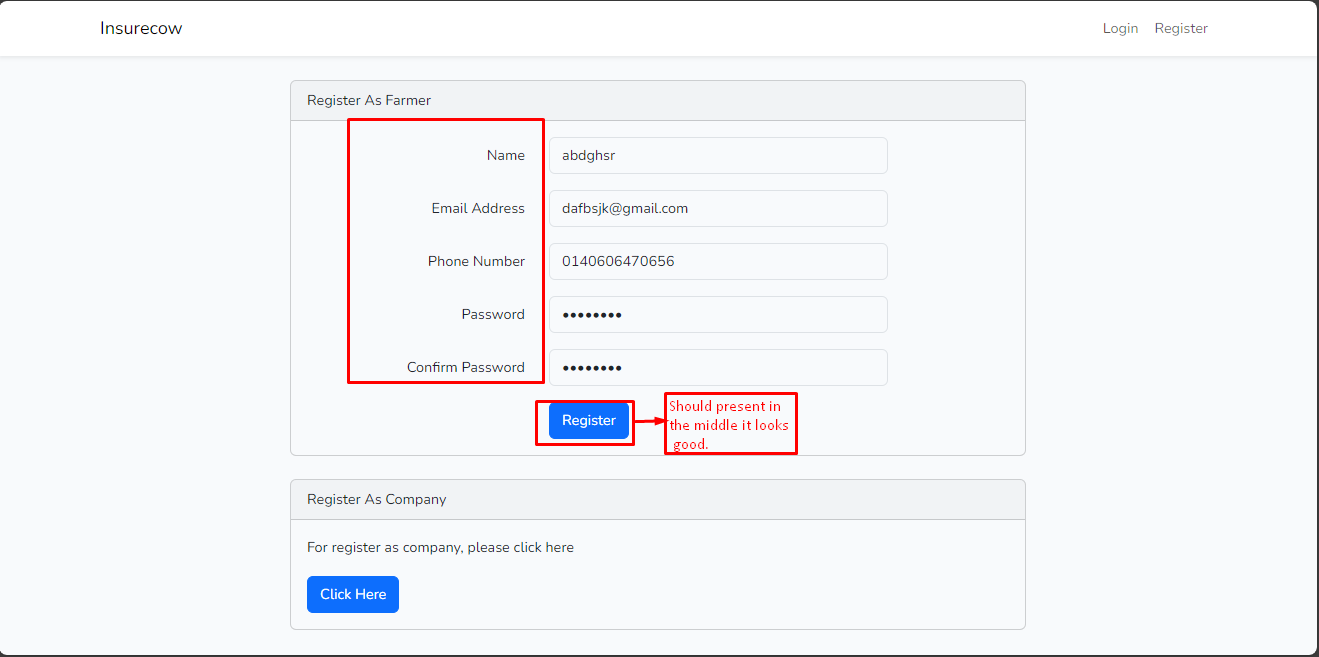 Insurecow
Login Register
Register As Farmer
Name abdghsr
Email Address dafbsjk@gmail.com
Phone Number 0140606470656
Password ••••••••
Confirm Password ••••••••
Register
Should present in
the middle it looks
good.
Register As Company
For register as company, please click here
Click Here